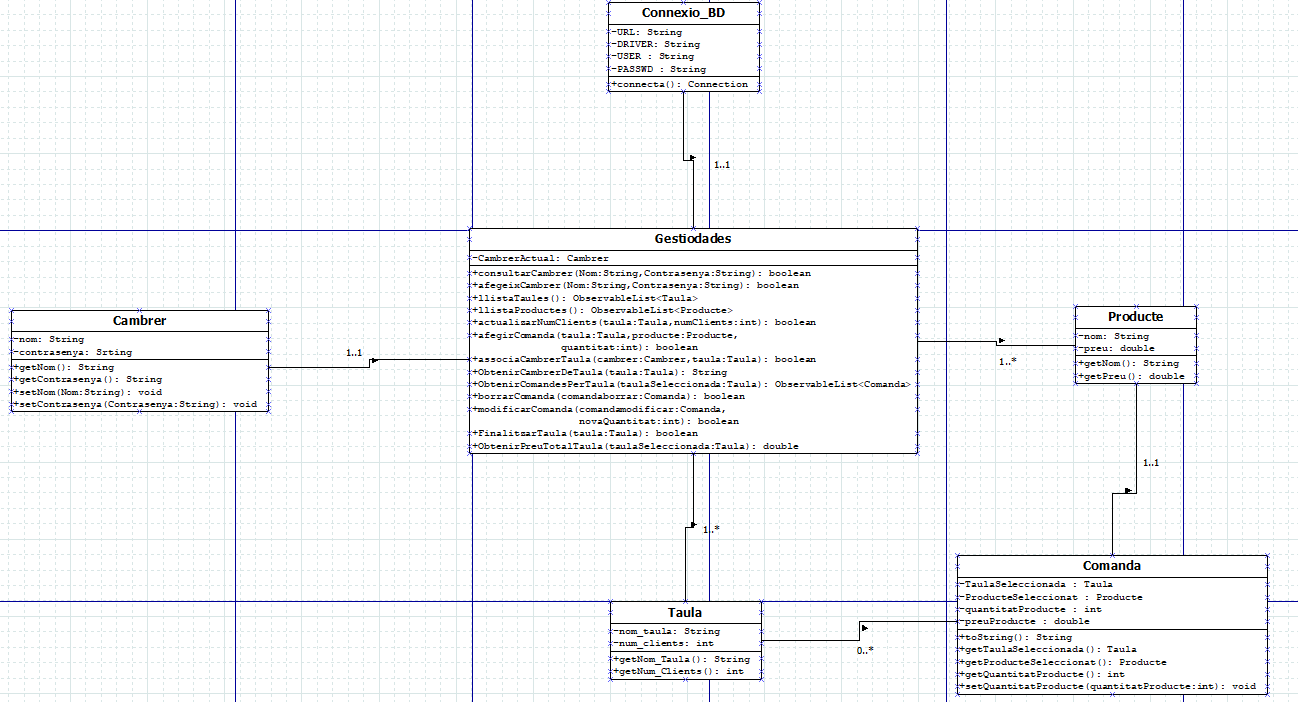 Connexio_BD
-URL: String
-DRIVER: String
-USER : String
-PASSWD : String
+connecta(): Connection
1..1
Gestiodades
-CambrerActual: Cambrer
+consultarCambrer(Nom:String,Contrasenya:String): boolean
+afegeixCambrer(Nom:String,Contrasenya:String): boolean
+llistaTaules(): ObservableList<Taula>
+llistaProductes(): ObservableList<Producte>
+actualizarNumClients(taula:Taula,numClients:int): boolean
+afegirComanda(taula:Taula,producte:Producte,
quantitat:int): boolean
+associaCambrerTaula(cambrer:Cambrer,taula:Taula): boolean
+ObtenirCambrerDeTaula(taula:Taula): String
+ObtenirComandesPerTaula(taulaSeleccionada:Taula): ObservableList<Comanda>
+borrarComanda(comandaborrar:Comanda): boolean
+modificarComanda(comandamodificar:Comanda,
novaQuantitat:int): boolean
+FinalitzarTaula(taula:Taula): boolean
+ObtenirPreuTotalTaula(taulaSeleccionada:Taula): double
Cambrer
-nom: String
-contrasenya: Srting
+getNom(): String
+getContrasenya(): String
+setNom(Nom:String): void
+setContrasenya(Contrasenya:String): void
1..1
Producte
-nom: String
-preu: double
+getNom(): String
+getPreu(): double
1..*
1..1
1..*
Taula
-nom_taula: String
-num_clients: int
+getNom_Taula(): String
+getNum_Clients(): int
0..*
Comanda
-TaulaSeleccionada : Taula
-ProducteSeleccionat : Producte
-quantitatProducte : int
-preuProducte : double
+toString(): String
+getTaulaSeleccionada(): Taula
+getProducteSeleccionat(): Producte
+getQuantitatProducte(): int
+setQuantitatProducte(quantitatProducte:int): void